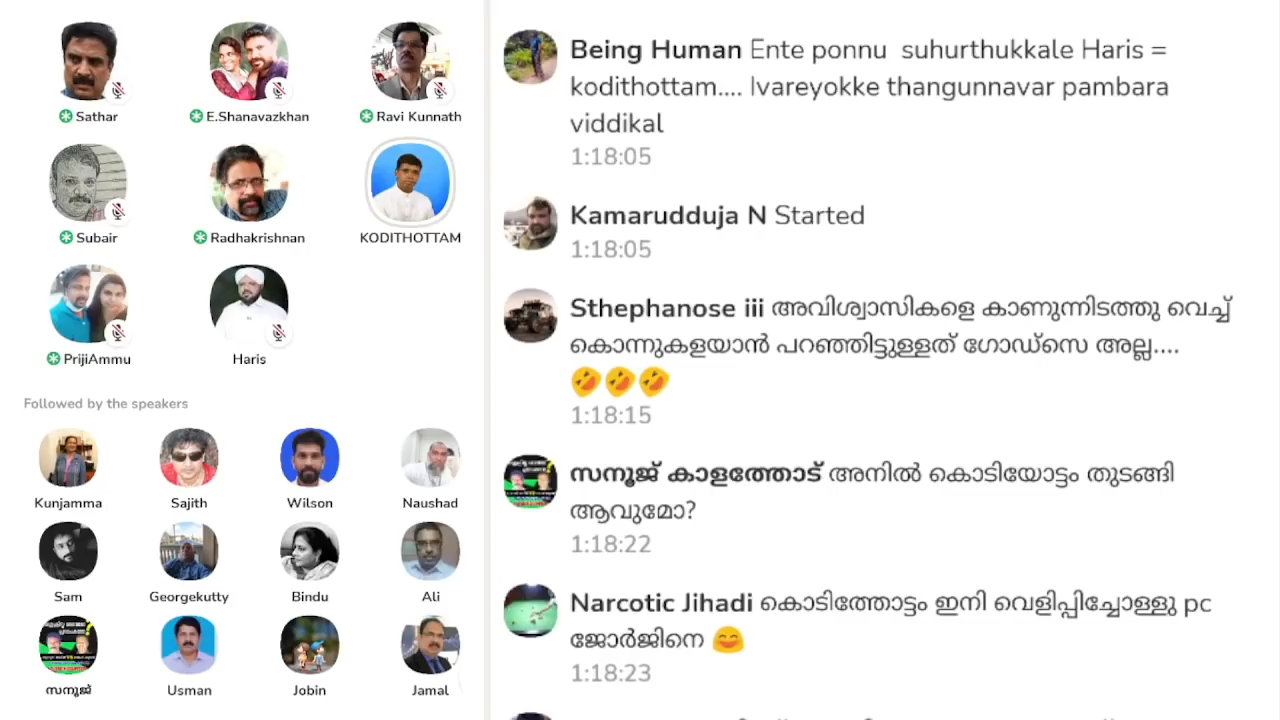 Sathar
E.Shanavazkhan
Ravi Kunnath
Subair
Radhakrishnan
KODITHOTTAM
PrijiAmmu
Haris
Followed by the speakers
Kunjamma
Sajith
Wilson
Naushad
Sam
Georgekutty
Bindu
Ali
സനൂജ്
Usman
Jobin
Jamal
Being Human Ente ponnu suhurthukkale Haris =
kodithottam.... Ivareyokke thangunnavar pambara
viddikal
1:18:05
Kamarudduja N Started
1:18:05
Sthephanose iii അവിശ്വാസികളെ കാണുന്നിടത്തു വെച്ച്
കൊന്നുകളയാൻ പറഞ്ഞിട്ടുള്ളത് ഗോഡ്സെ അല്ല....
🤣🤣🤣
1:18:15
സനൂജ് കാളത്തോട് അനിൽ കൊടിയോട്ടം തുടങ്ങി
ആവുമോ?
1:18:22
Narcotic Jihadi കൊടിത്തോട്ടം ഇനി വെളിപ്പിച്ചോള്ളു pc
ജോർജിനെ 😄
1:18:23